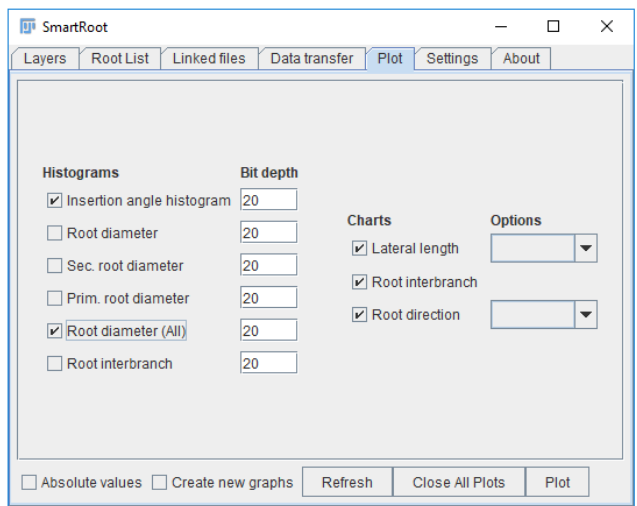 SmartRoot
Layers Root List Linked files Data transfer Plot Settings About
Histograms Bit depth
Insertion angle histogram 20
Root diameter 20
Sec. root diameter 20
Prim. root diameter 20
Root diameter (All) 20
Root interbranch 20
Charts Options
Lateral length
Root interbranch
Root direction
Absolute values Create new graphs Refresh Close All Plots Plot